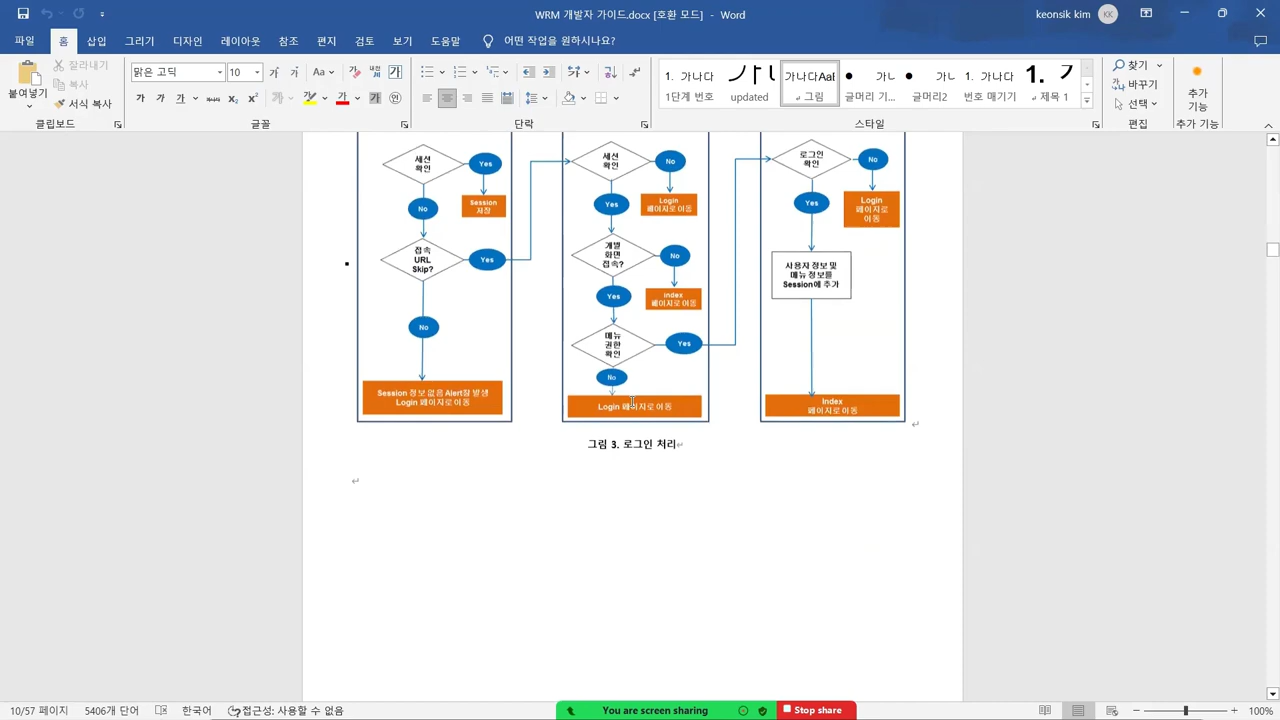 WRM 개발자 가이드.docx [호환 모드] - Word
keonsik kim
KK
파일
홈
삽입
그리기
디자인
레이아웃
참조
편지
검토
보기
도움말
어떤 작업을 원하시나요?
붙여넣기
잘라내기
복사
서식 복사
클립보드
맑은 고딕
10
가
가
Aa
가
가
가
가
글꼴
단락
1. 가나다
1단계 번호
updated
가나다AaB
그림
글머리 기...
글머리2
1. 가나다
번호 매기기
1.
제목 1
스타일
찾기
바꾸기
선택
편집
추가
기능
추가 기능
세션
확인
Yes
Session
저장
No
접속
URL
Skip?
Yes
No
Session 정보 없음 Alert창 발생
Login 페이지로 이동
세션
확인
No
Login
페이지로 이동
Yes
개별
화면
접속?
No
Index
페이지로 이동
Yes
메뉴
권한
확인
Yes
No
Login 페이지로 이동
로그인
확인
No
Login
페이지로
이동
Yes
사용자 정보 및
메뉴 정보를
Session에 추가
Index
페이지로 이동
그림 3. 로그인 처리
10/57 페이지
5406개 단어
한국어
접근성: 사용할 수 없음
You are screen sharing
Stop share
100%